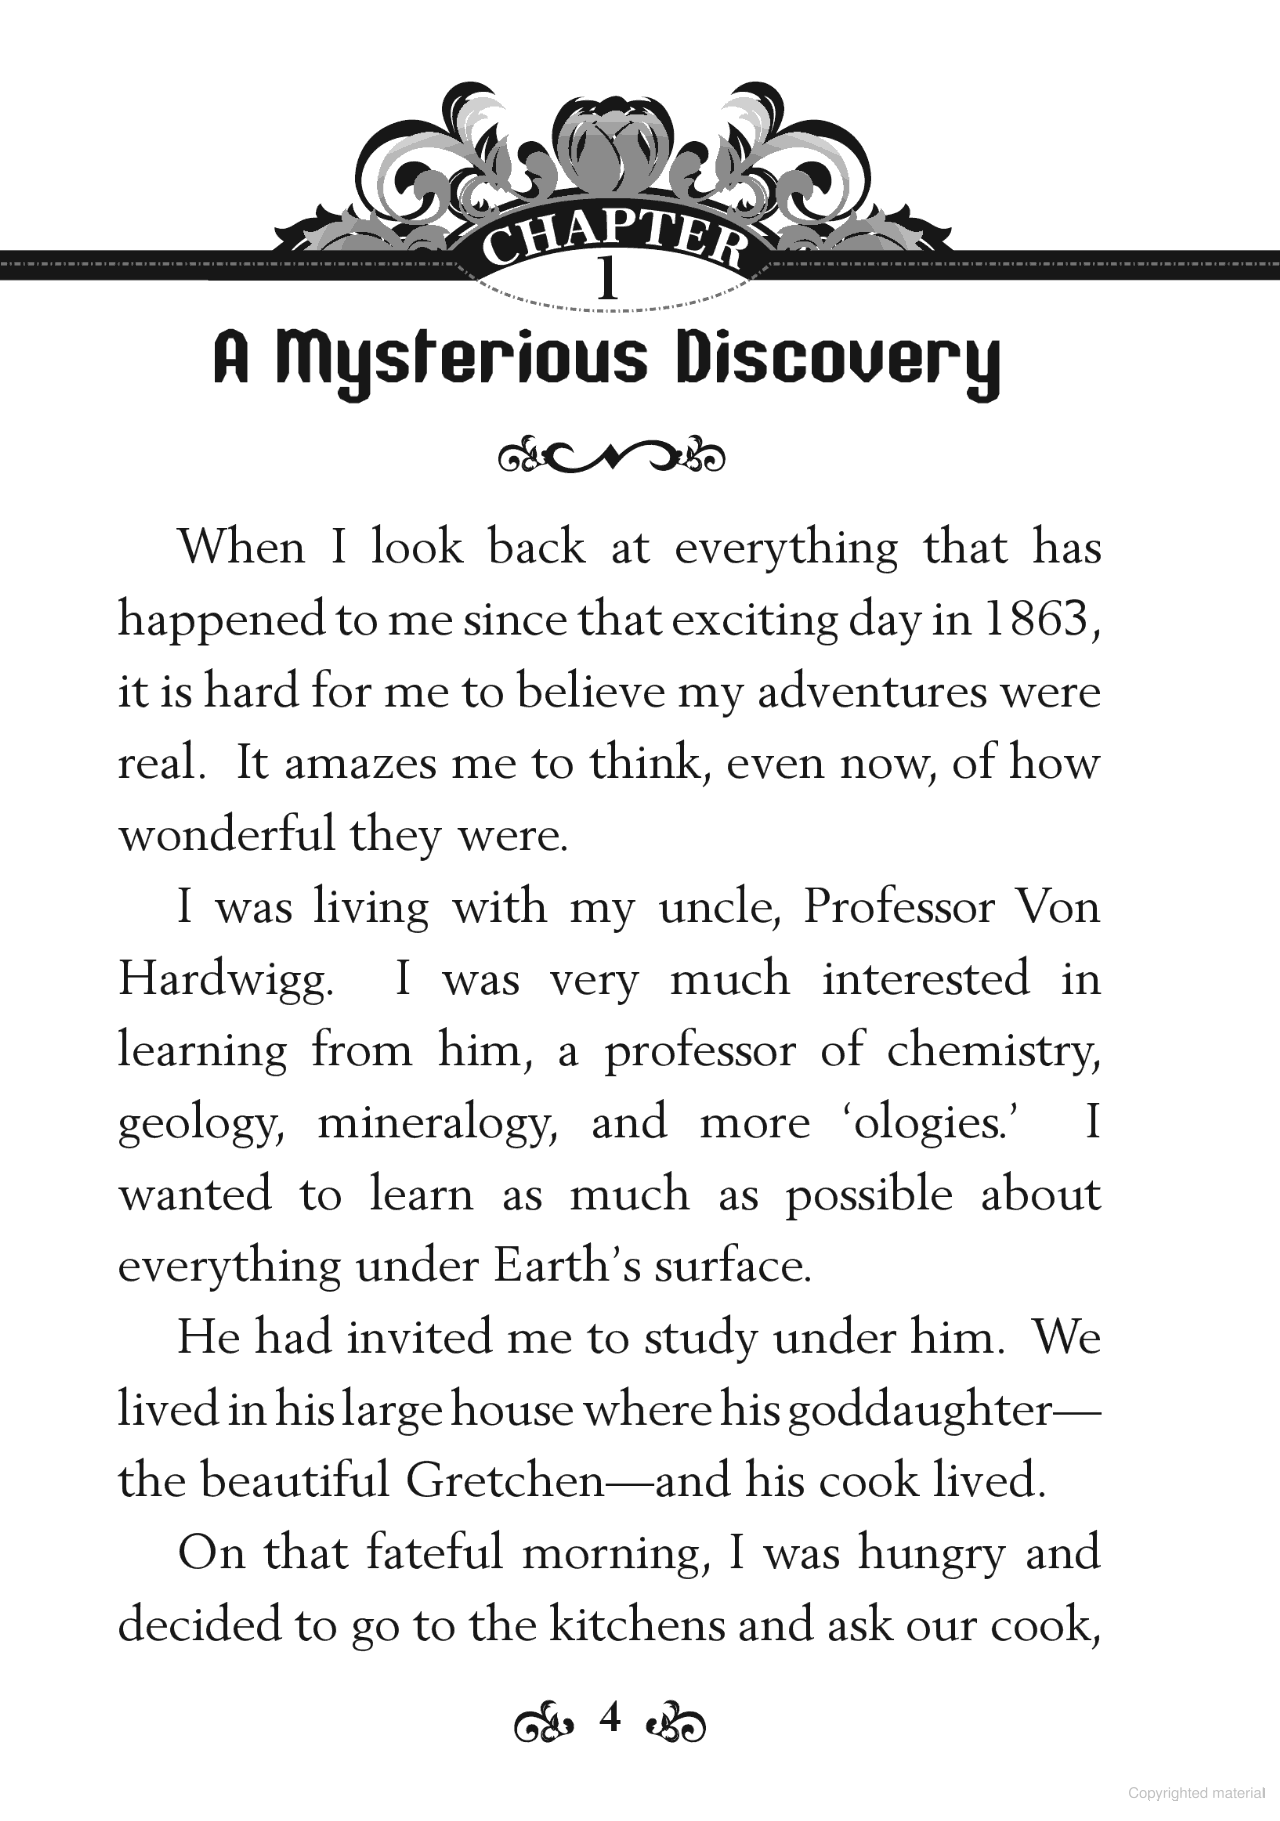 CHAPTER
1
A Mysterious Discovery
When I look back at everything that has
happened to me since that exciting day in 1863,
it is hard for me to believe my adventures were
real. It amazes me to think, even now, of how
wonderful they were.
I was living with my uncle, Professor Von
Hardwigg. I was very much interested in
learning from him, a professor of chemistry,
geology, mineralogy, and more ‘ologies.’ I
wanted to learn as much as possible about
everything under Earth’s surface.
He had invited me to study under him. We
lived in his large house where his goddaughter—
the beautiful Gretchen—and his cook lived.
On that fateful morning, I was hungry and
decided to go to the kitchens and ask our cook,
4
Copyrighted material